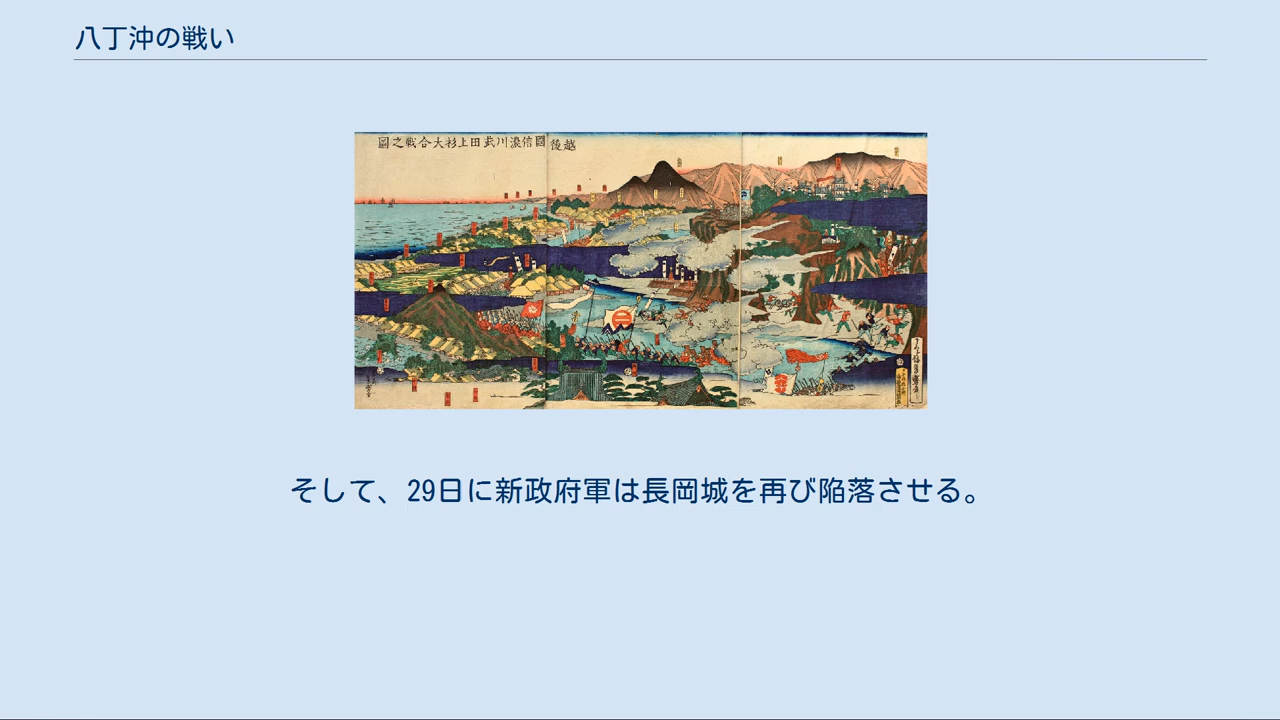 八丁沖の戦い
越後國信濃川武田上杉大合戦之圖
そして、29日に新政府軍は長岡城を再び陥落させる。